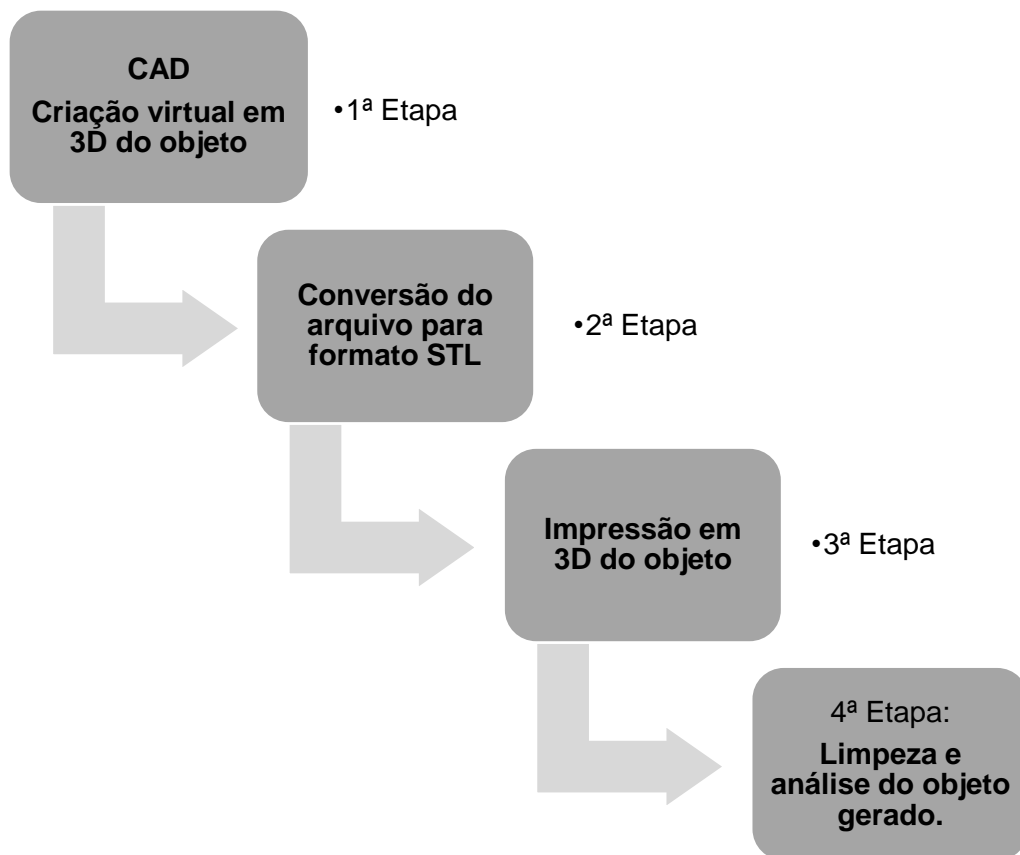 CAD
Criação virtual em
3D do objeto
•1ª Etapa
Conversão do
arquivo para
formato STL
•2ª Etapa
Impressão em
3D do objeto
•3ª Etapa
4ª Etapa:
Limpeza e
análise do objeto
gerado.